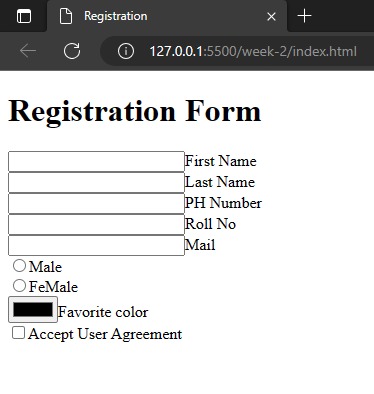 Registration
127.0.0.1:5500/week-2/index.html
Registration Form
First Name
Last Name
PH Number
Roll No
Mail
Male
FeMale
Favorite color
Accept User Agreement